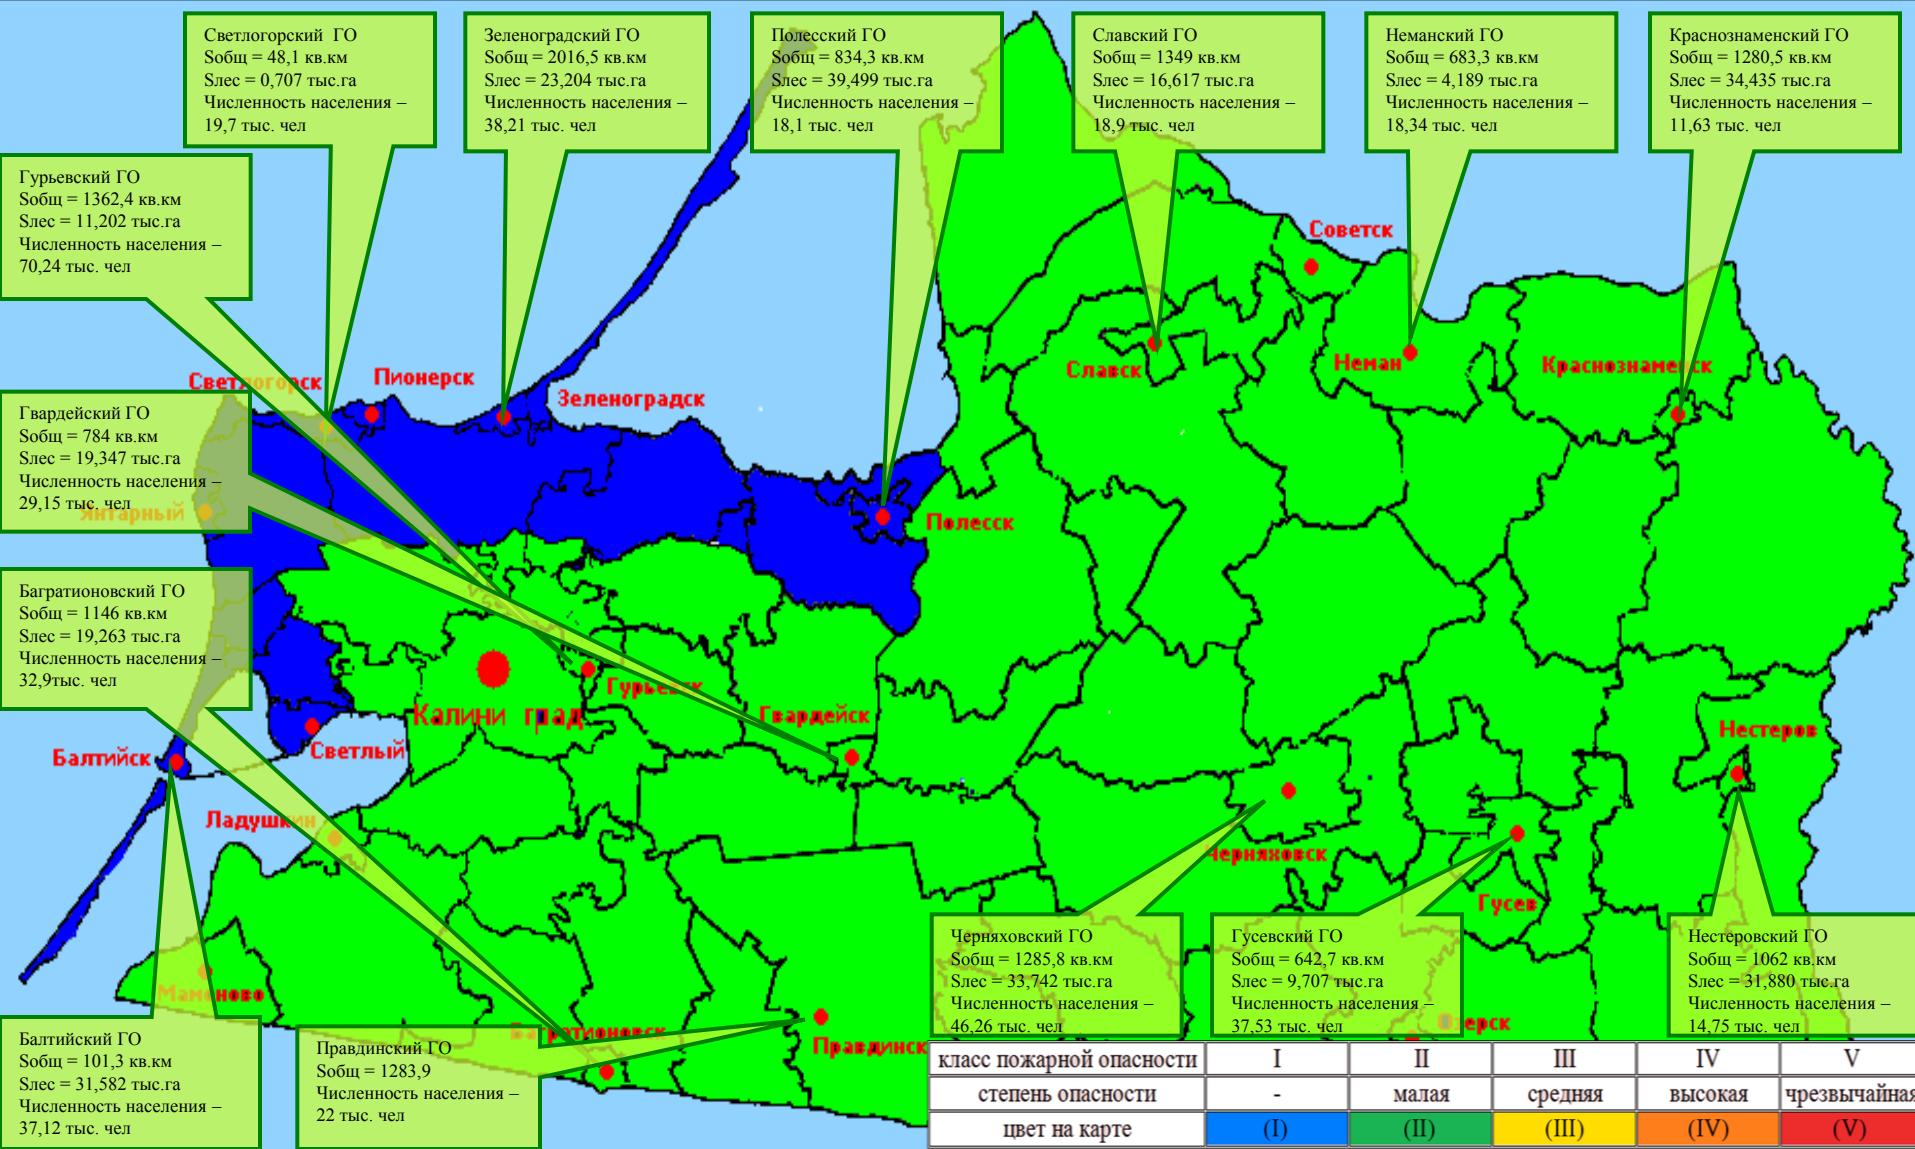 Светлогорский ГО
Sобщ = 48,1 кв.км
Sлес = 0,707 тыс.га
Численность населения –
19,7 тыс. чел
Зеленоградский ГО
Sобщ = 2016,5 кв.км
Sлес = 23,204 тыс.га
Численность населения –
38,21 тыс. чел
Полесский ГО
Sобщ = 834,3 кв.км
Sлес = 39,499 тыс.га
Численность населения –
18,1 тыс. чел
Славский ГО
Sобщ = 1349 кв.км
Sлес = 16,617 тыс.га
Численность населения –
18,9 тыс. чел
Неманский ГО
Sобщ = 683,3 кв.км
Sлес = 4,189 тыс.га
Численность населения –
18,34 тыс. чел
Краснознаменский ГО
Sобщ = 1280,5 кв.км
Sлес = 34,435 тыс.га
Численность населения –
11,63 тыс. чел
Гурьевский ГО
Sобщ = 1362,4 кв.км
Sлес = 11,202 тыс.га
Численность населения –
70,24 тыс. чел
Советск
Славск
Неман
Краснознаменск
Светлогорск
Пионерск
Зеленоградск
Гвардейский ГО
Sобщ = 784 кв.км
Sлес = 19,347 тыс.га
Численность населения –
29,15 тыс. чел
Янтарный
Полесск
Багратионовский ГО
Sобщ = 1146 кв.км
Sлес = 19,263 тыс.га
Численность населения –
32,9тыс. чел
Гурьевск
Калини град
Гвардейск
Нестеров
Светлый
Балтийск
Ладушкин
Черняховск
Гусев
Мамоново
Черняховский ГО
Sобщ = 1285,8 кв.км
Sлес = 33,742 тыс.га
Численность населения –
46,26 тыс. чел
Гусевский ГО
Sобщ = 642,7 кв.км
Sлес = 9,707 тыс.га
Численность населения –
37,53 тыс. чел
Нестеровский ГО
Sобщ = 1062 кв.км
Sлес = 31,880 тыс.га
Численность населения –
14,75 тыс. чел
Озерск
Багратионовск
Правдинск
Балтийский ГО
Sобщ = 101,3 кв.км
Sлес = 31,582 тыс.га
Численность населения –
37,12 тыс. чел
Правдинский ГО
Sобщ = 1283,9
Численность населения –
22 тыс. чел
класс пожарной опасности I II III IV V
степень опасности - малая средняя высокая чрезвычайная
цвет на карте (I) (II) (III) (IV) (V)